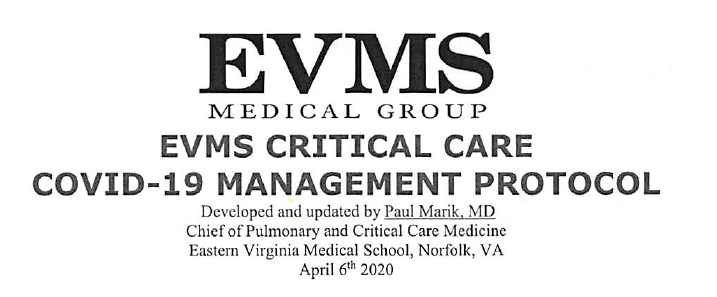 EVMS
MEDICAL GROUP
EVMS CRITICAL CARE
COVID-19 MANAGEMENT PROTOCOL
Developed and updated by Paul Marik, MD
Chief of Pulmonary and Critical Care Medicine
Eastern Virginia Medical School, Norfolk, VA
April 6th 2020